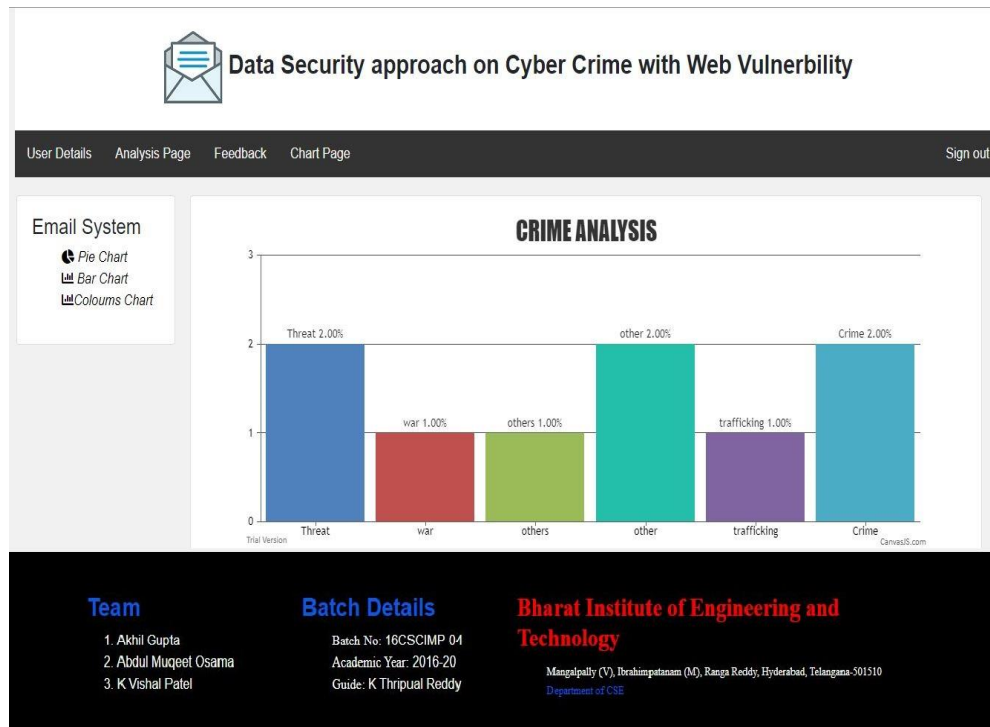 Data Security approach on Cyber Crime with Web Vulnerbility
User Details Analysis Page Feedback Chart Page Sign out
Email System
Pie Chart
Bar Chart
Coloums Chart
CRIME ANALYSIS
3
2
1
0
Threat 2.00%
war 1.00%
others 1.00%
other 2.00%
trafficking 1.00%
Crime 2.00%
Threat war others other trafficking Crime
Trial Version
CanvasJS.com
Team
1. Akhil Gupta
2. Abdul Muqeet Osama
3. K Vishal Patel
Batch Details
Batch No: 16CSCIMP 04
Academic Year: 2016-20
Guide: K Thripual Reddy
Bharat Institute of Engineering and
Technology
Mangalpally (V), Ibrahimpatanam (M), Ranga Reddy, Hyderabad, Telangana-501510
Department of CSE